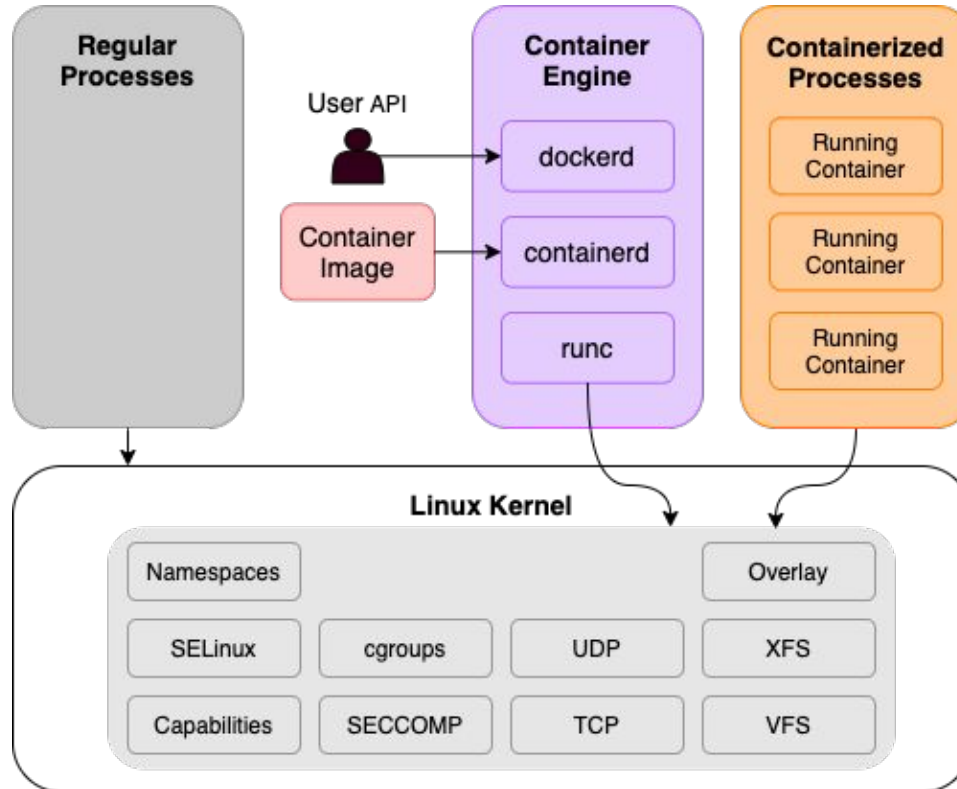 Regular
Processes
User API
Container
Image
Container
Engine
dockerd
containerd
runc
Containerized
Processes
Running
Container
Running
Container
Running
Container
Linux Kernel
Namespaces
Overlay
SELinux
cgroups
UDP
XFS
Capabilities
SECCOMP
TCP
VFS